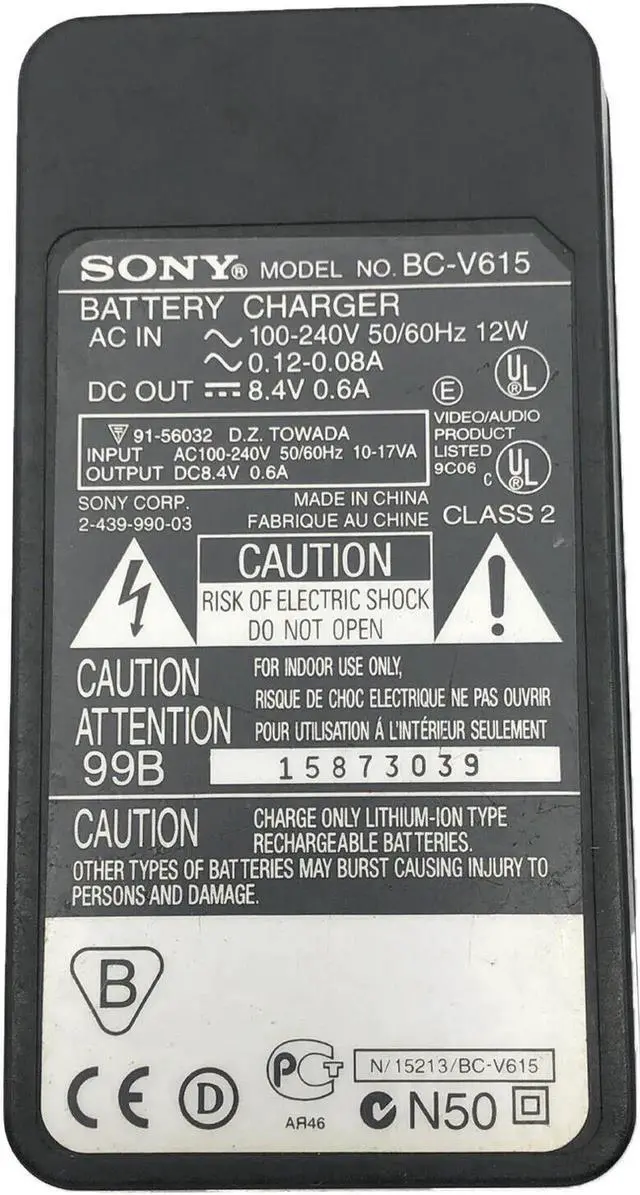 SONY® MODEL NO. BC-V615
BATTERY CHARGER
AC IN ～ 100-240V 50/60Hz 12W
～ 0.12-0.08A
DC OUT ⎓ 8.4V 0.6A
E
UL®
VIDEO/AUDIO
PRODUCT
LISTED
9C06
C UL®
CLASS 2
91-56032 D.Z. TOWADA
INPUT AC100-240V 50/60Hz 10-17VA
OUTPUT DC8.4V 0.6A
SONY CORP. MADE IN CHINA
2-439-990-03 FABRIQUE AU CHINE
CAUTION
RISK OF ELECTRIC SHOCK
DO NOT OPEN
!
CAUTION FOR INDOOR USE ONLY,
RISQUE DE CHOC ELECTRIQUE NE PAS OUVRIR
ATTENTION POUR UTILISATION Á L'INTÉRIEUR SEULEMENT
99B 15873039
CAUTION CHARGE ONLY LITHIUM-ION TYPE
RECHARGEABLE BATTERIES.
OTHER TYPES OF BATTERIES MAY BURST CAUSING INJURY TO
PERSONS AND DAMAGE.
B
CE D
РСТ
АЯ46
N/15213/BC-V615
N50